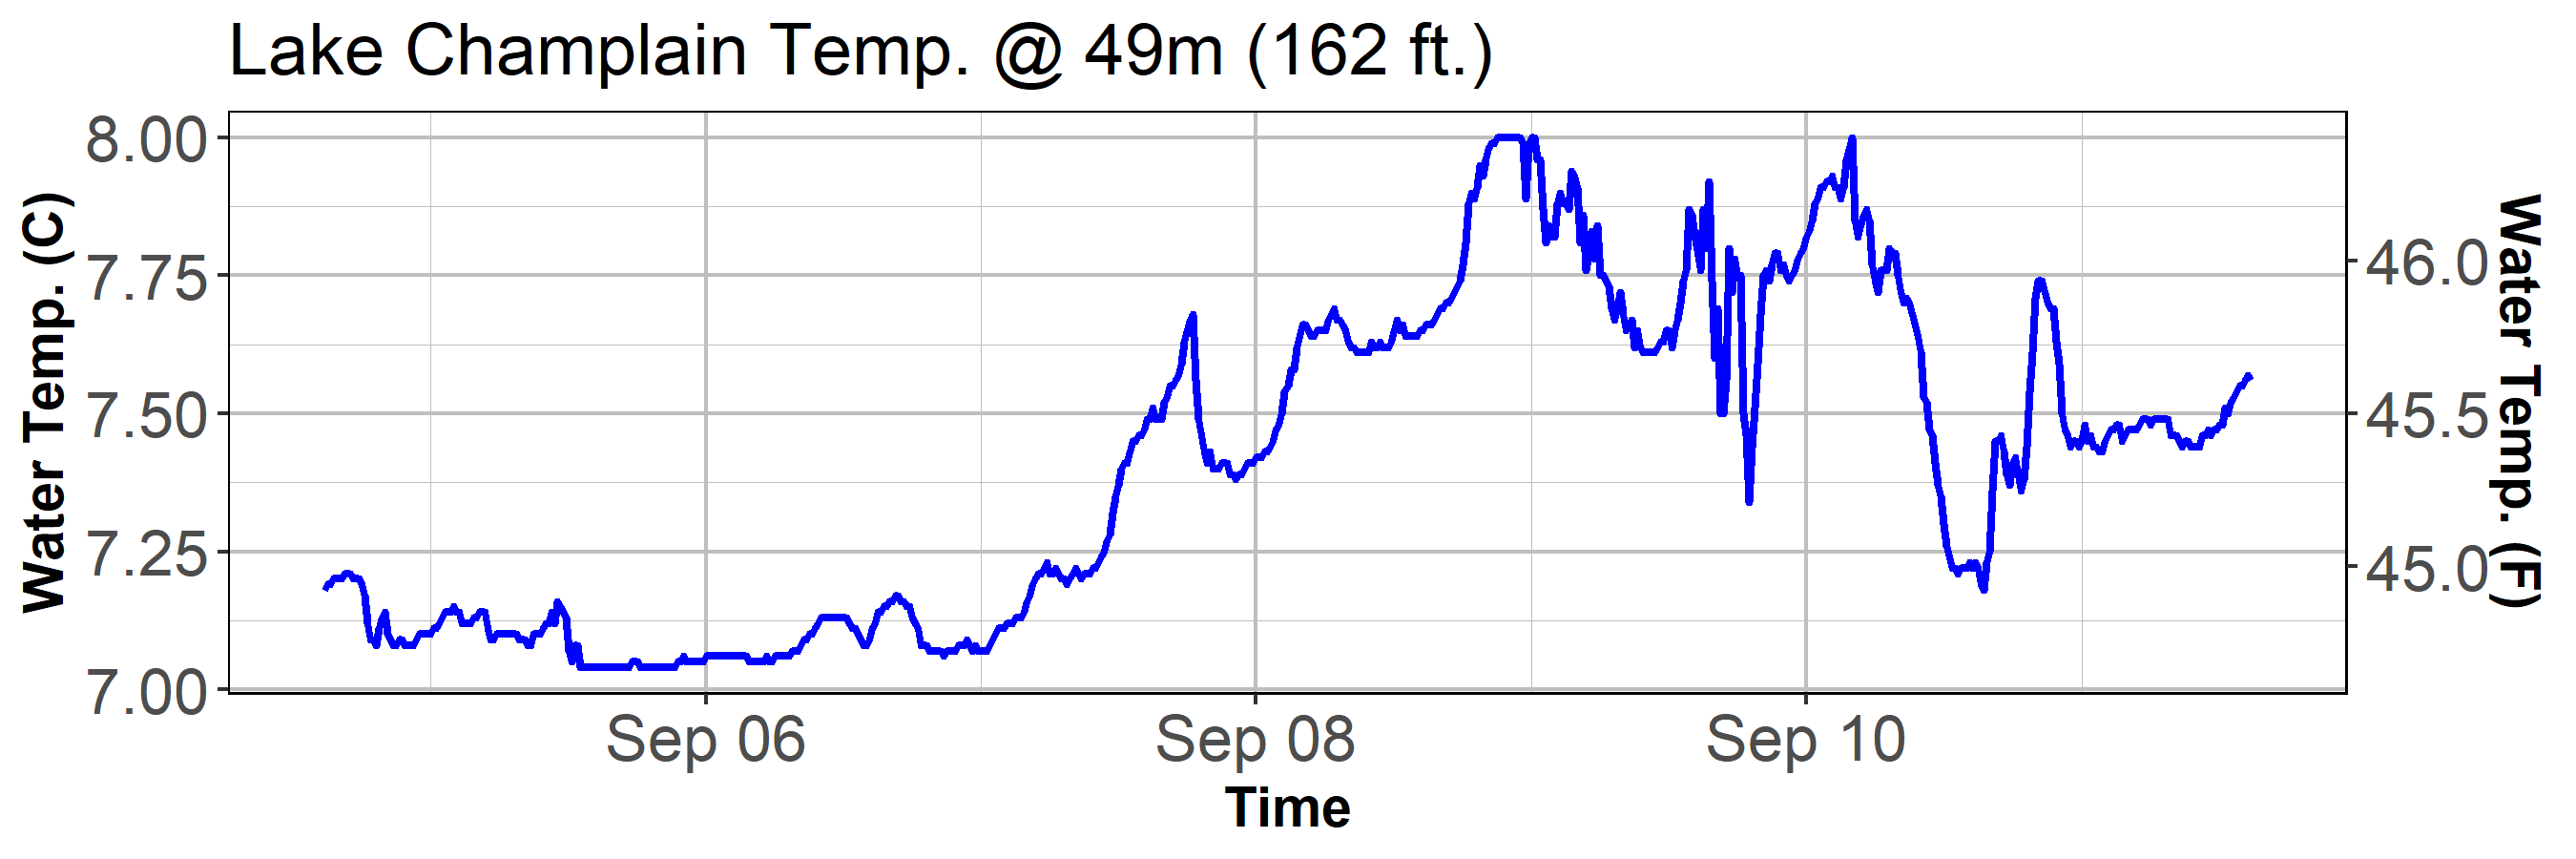 Lake Champlain Temp. @ 49m (162 ft.)
Water Temp. (C)
8.00
7.75
7.50
7.25
7.00
46.0
45.5
45.0
Water Temp. (F)
Sep 06
Sep 08
Sep 10
Time